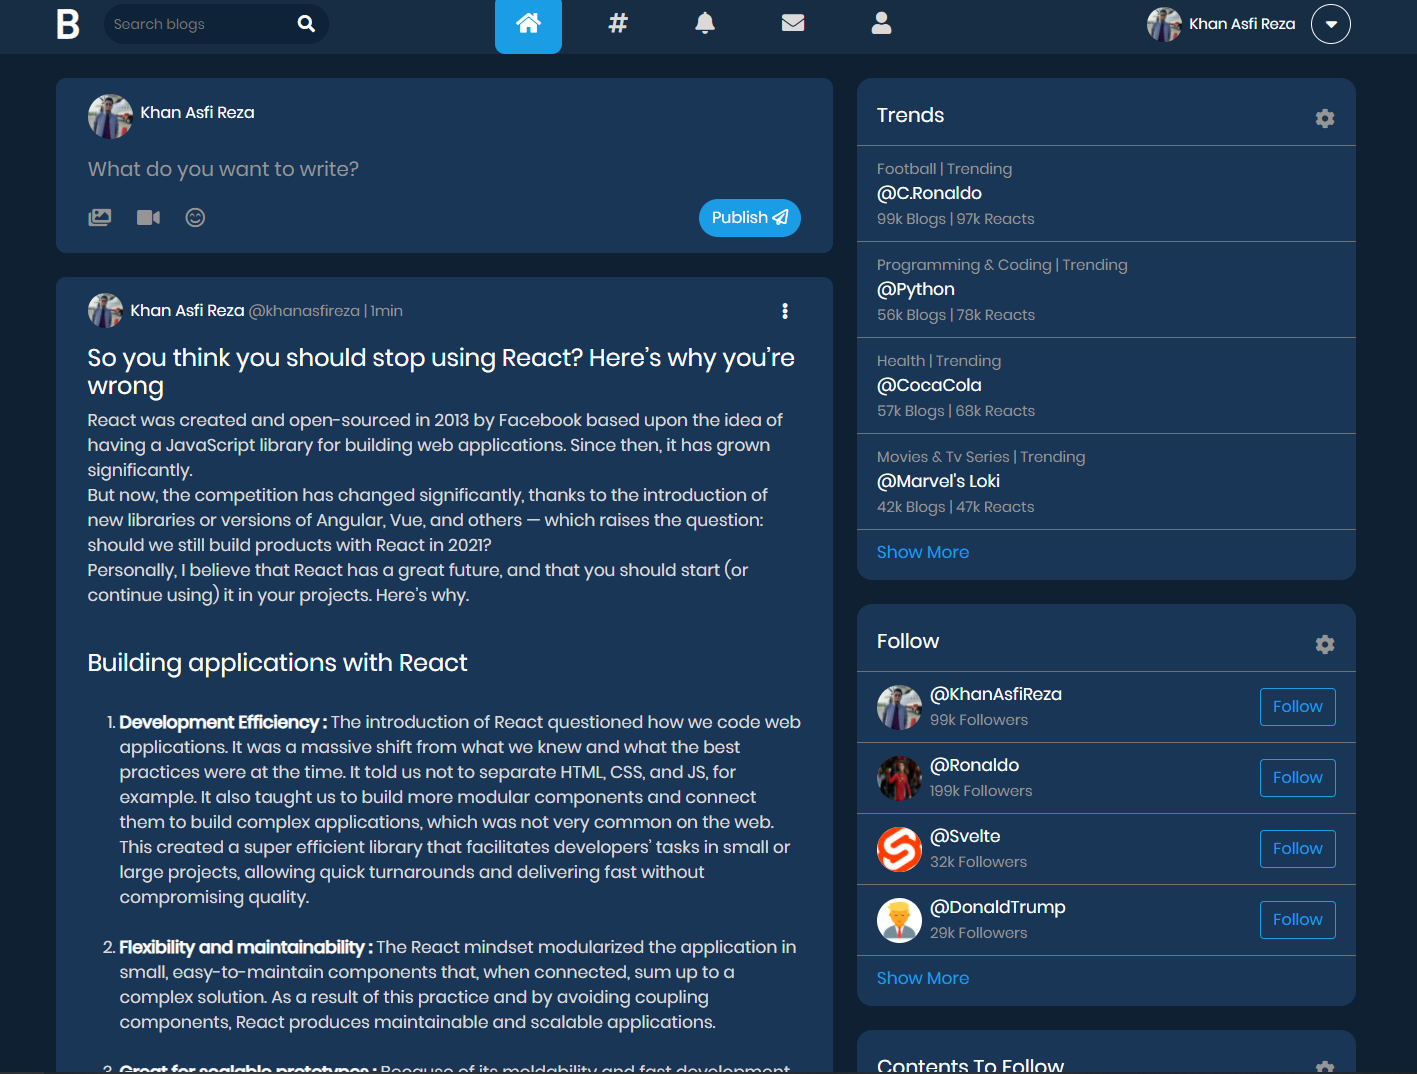 B
Search blogs
#
Khan Asfi Reza
Khan Asfi Reza
What do you want to write?
Publish
Khan Asfi Reza @khanasfireza | 1min
So you think you should stop using React? Here’s why you’re
wrong
React was created and open-sourced in 2013 by Facebook based upon the idea of
having a JavaScript library for building web applications. Since then, it has grown
significantly.
But now, the competition has changed significantly, thanks to the introduction of
new libraries or versions of Angular, Vue, and others — which raises the question:
should we still build products with React in 2021?
Personally, I believe that React has a great future, and that you should start (or
continue using) it in your projects. Here’s why.
Building applications with React
1. Development Efficiency : The introduction of React questioned how we code web
applications. It was a massive shift from what we knew and what the best
practices were at the time. It told us not to separate HTML, CSS, and JS, for
example. It also taught us to build more modular components and connect
them to build complex applications, which was not very common on the web.
This created a super efficient library that facilitates developers’ tasks in small or
large projects, allowing quick turnarounds and delivering fast without
compromising quality.
2. Flexibility and maintainability : The React mindset modularized the application in
small, easy-to-maintain components that, when connected, sum up to a
complex solution. As a result of this practice and by avoiding coupling
components, React produces maintainable and scalable applications.
3. Great for scalable prototypes : Because of its moldability and fast development
Trends
Football | Trending
@C.Ronaldo
99k Blogs | 97k Reacts
Programming & Coding | Trending
@Python
56k Blogs | 78k Reacts
Health | Trending
@CocaCola
57k Blogs | 68k Reacts
Movies & Tv Series | Trending
@Marvel's Loki
42k Blogs | 47k Reacts
Show More
Follow
@KhanAsfiReza
99k Followers
Follow
@Ronaldo
199k Followers
Follow
@Svelte
32k Followers
Follow
@DonaldTrump
29k Followers
Follow
Show More
Contents To Follow